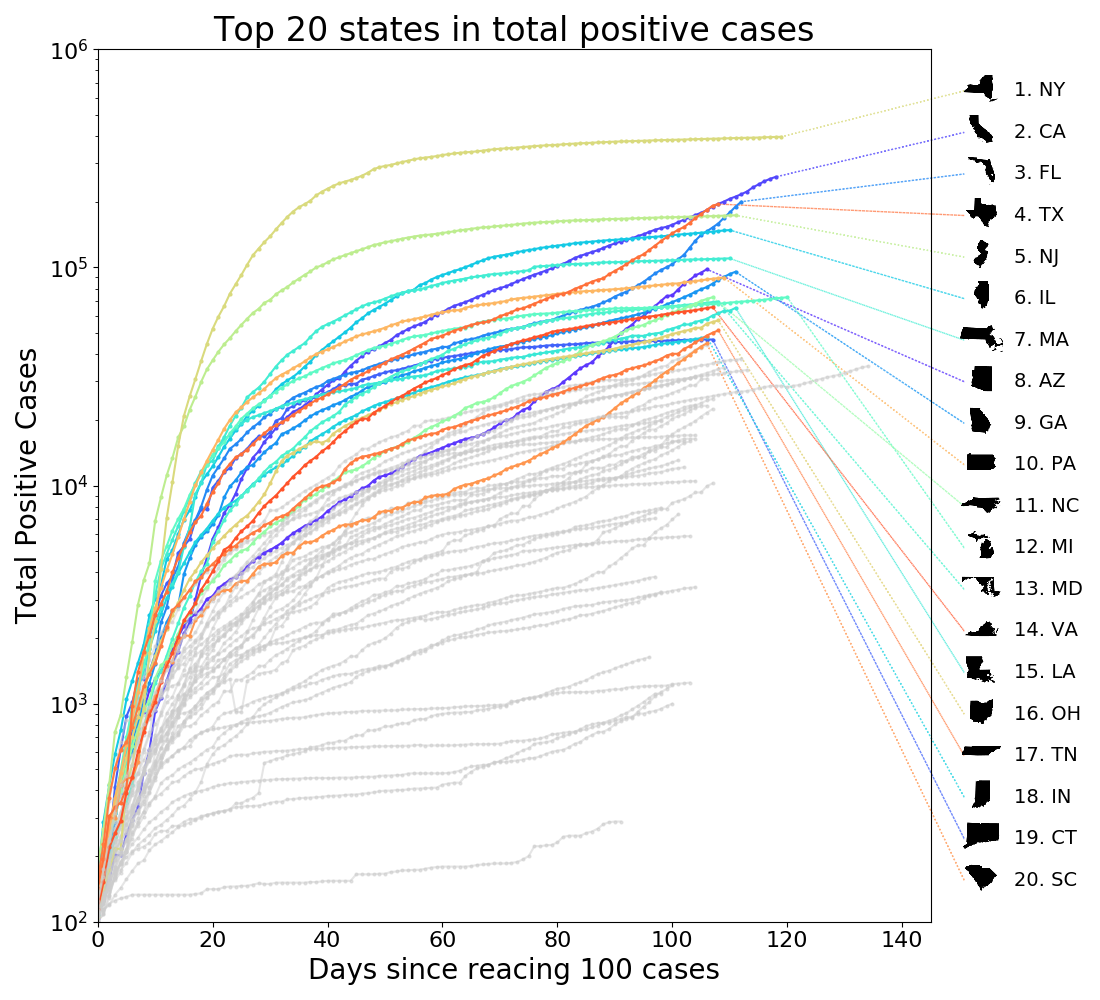 Top 20 states in total positive cases
Total Positive Cases
10^6
10^5
10^4
10^3
10^2
0 20 40 60 80 100 120 140
Days since reacing 100 cases
1. NY
2. CA
3. FL
4. TX
5. NJ
6. IL
7. MA
8. AZ
9. GA
10. PA
11. NC
12. MI
13. MD
14. VA
15. LA
16. OH
17. TN
18. IN
19. CT
20. SC